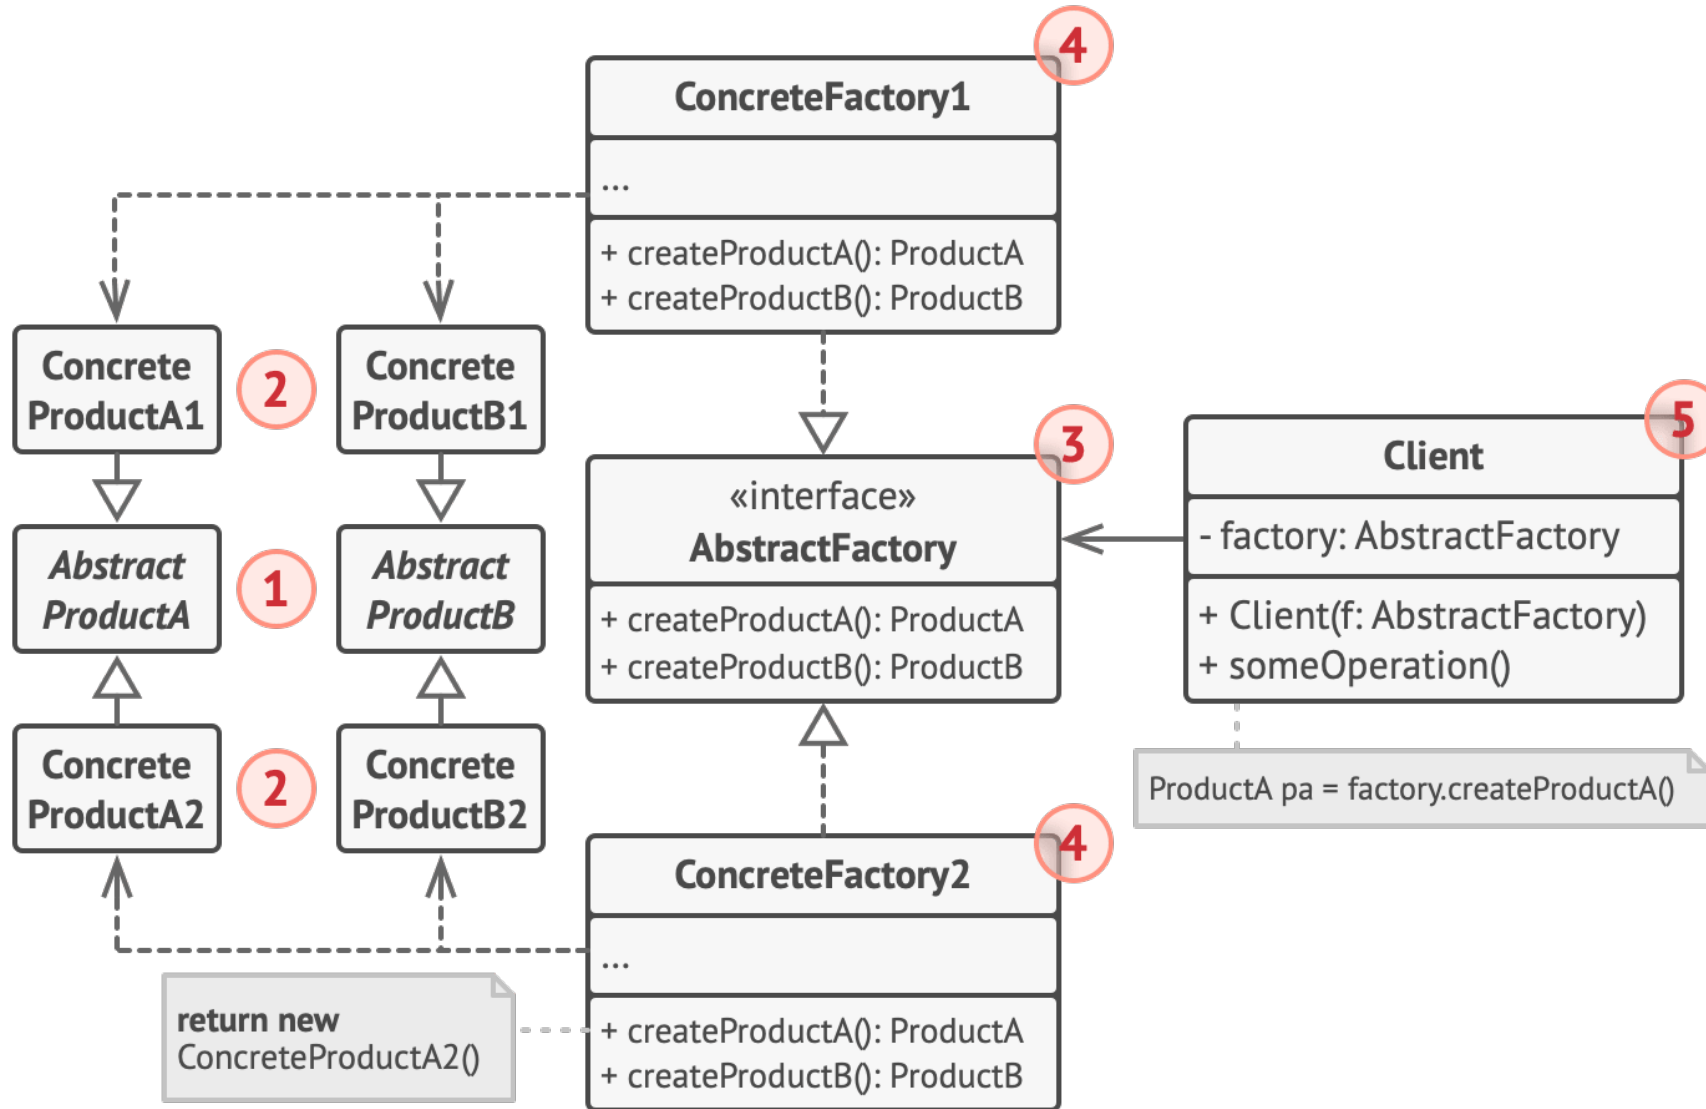 4
ConcreteFactory1
...
+ createProductA(): ProductA
+ createProductB(): ProductB
Concrete
ProductA1
2
Concrete
ProductB1
Abstract
ProductA
1
Abstract
ProductB
Concrete
ProductA2
2
Concrete
ProductB2
3
«interface»
AbstractFactory
+ createProductA(): ProductA
+ createProductB(): ProductB
5
Client
- factory: AbstractFactory
+ Client(f: AbstractFactory)
+ someOperation()
ProductA pa = factory.createProductA()
4
ConcreteFactory2
...
+ createProductA(): ProductA
+ createProductB(): ProductB
return new
ConcreteProductA2()